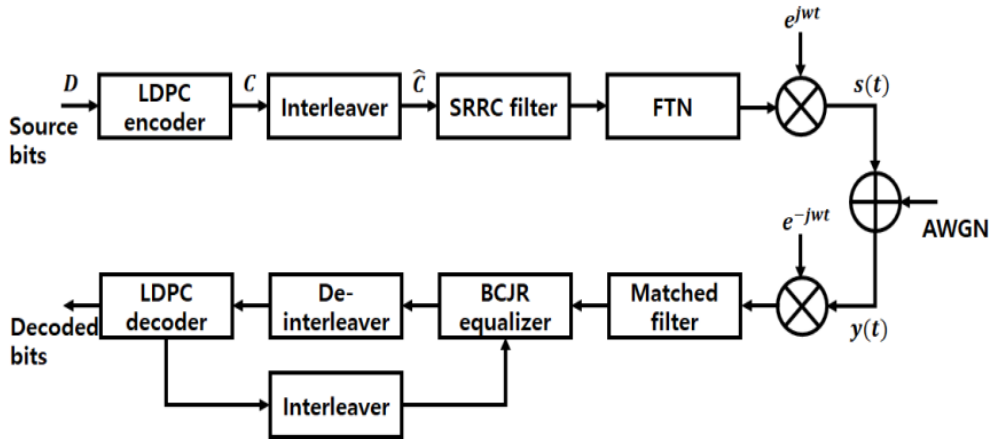 e^{jwt}
D
LDPC
encoder
C
Interleaver
Ĉ
SRRC filter
FTN
s(t)
Source
bits
AWGN
e^{-jwt}
LDPC
decoder
De-
interleaver
BCJR
equalizer
Matched
filter
y(t)
Decoded
bits
Interleaver